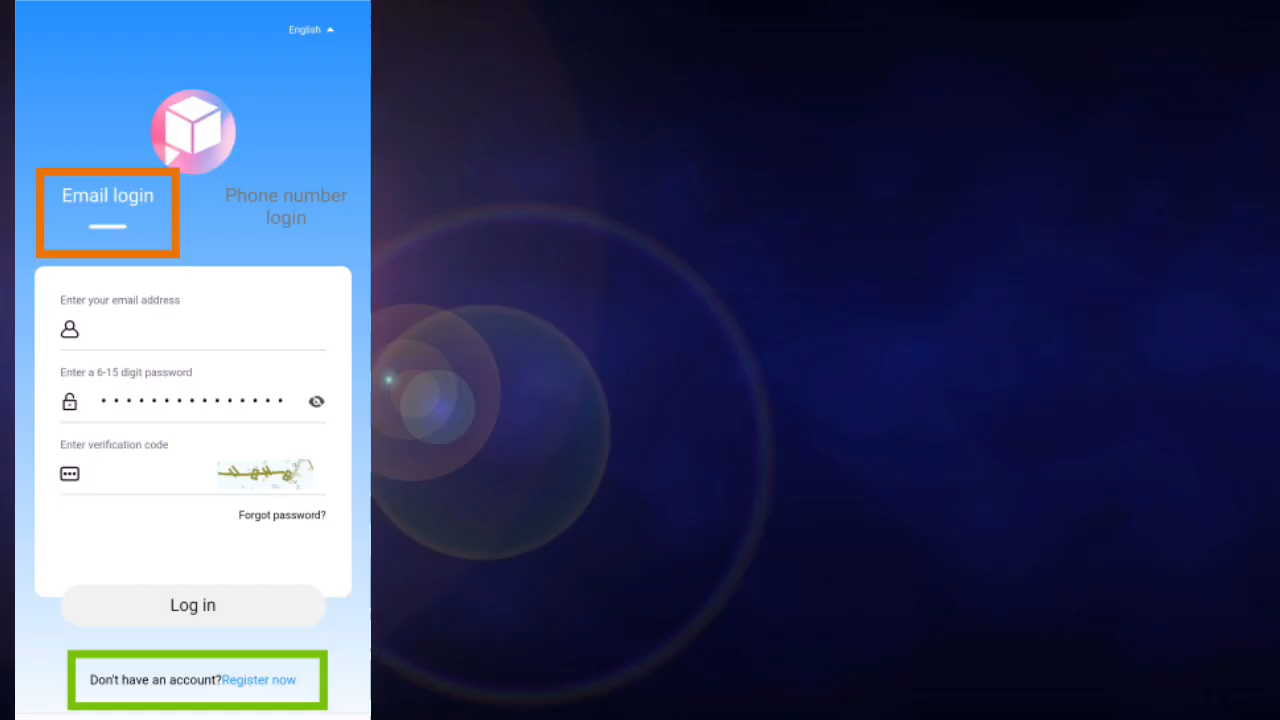 English
Email login
Phone number
login
Enter your email address
Enter a 6-15 digit password
Enter verification code
Forgot password?
Log in
Don't have an account?Register now